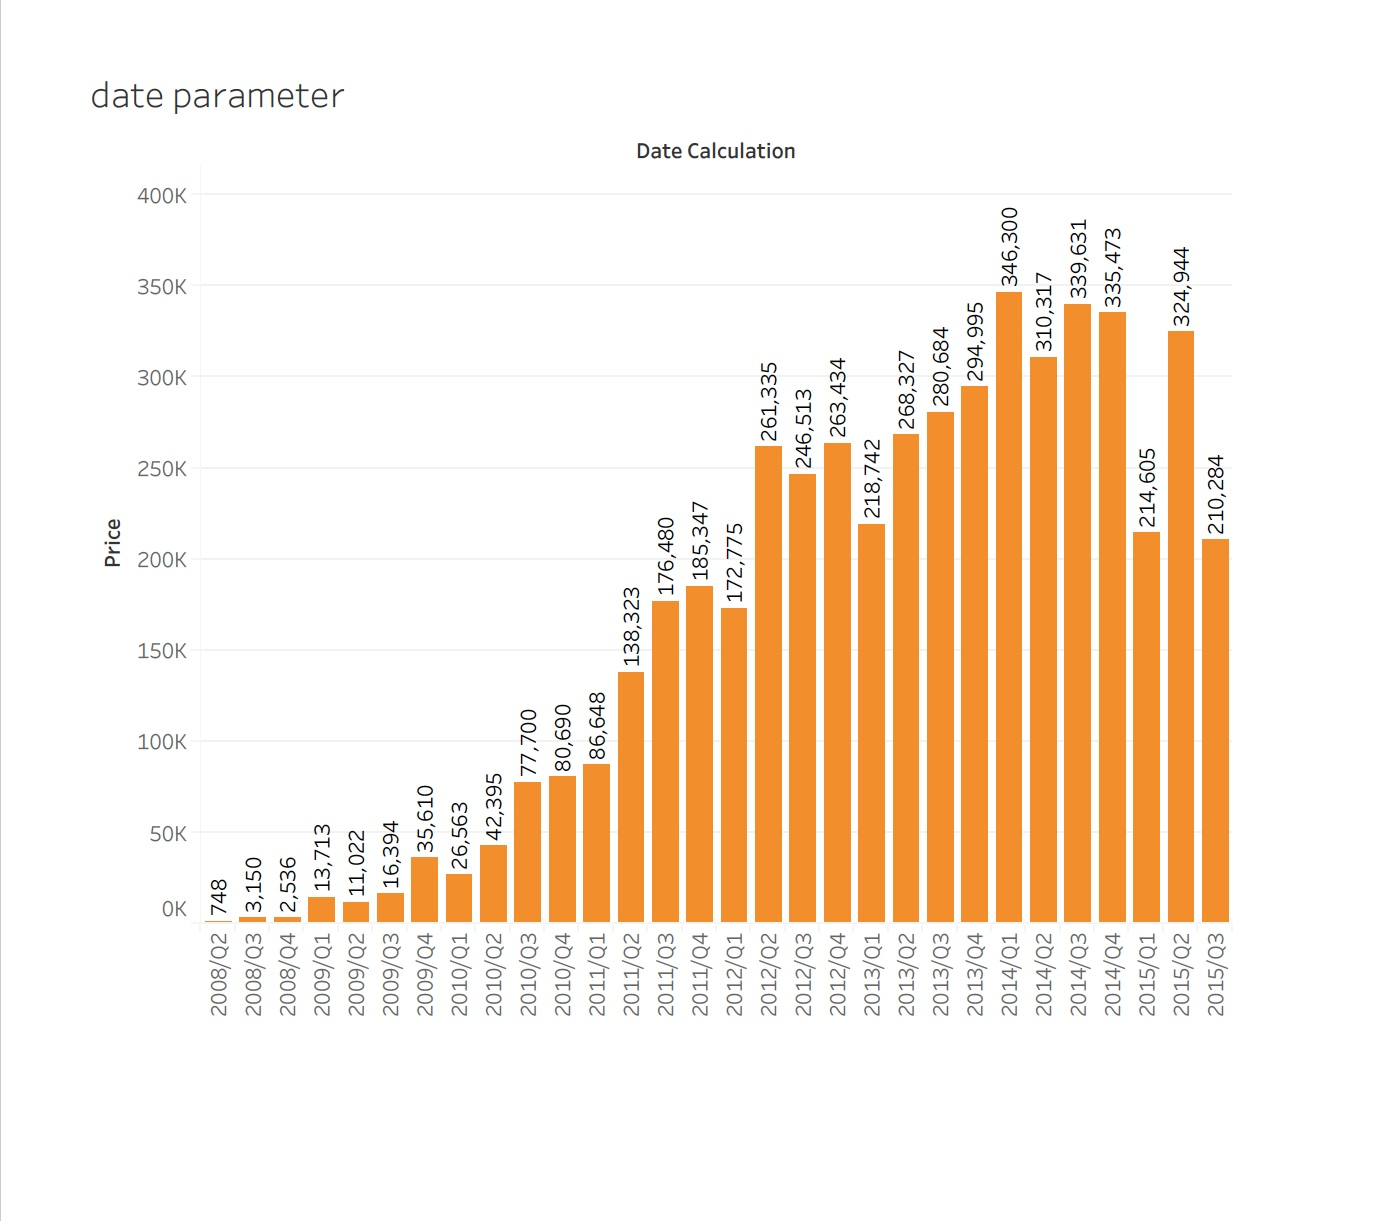 date parameter
Date Calculation
400K
350K
300K
250K
200K
150K
100K
50K
0K
Price
748
3,150
2,536
13,713
11,022
16,394
35,610
26,563
42,395
77,700
80,690
86,648
138,323
176,480
185,347
172,775
261,335
246,513
263,434
218,742
268,327
280,684
294,995
346,300
310,317
339,631
335,473
214,605
324,944
210,284
2008/Q2
2008/Q3
2008/Q4
2009/Q1
2009/Q2
2009/Q3
2009/Q4
2010/Q1
2010/Q2
2010/Q3
2010/Q4
2011/Q1
2011/Q2
2011/Q3
2011/Q4
2012/Q1
2012/Q2
2012/Q3
2012/Q4
2013/Q1
2013/Q2
2013/Q3
2013/Q4
2014/Q1
2014/Q2
2014/Q3
2014/Q4
2015/Q1
2015/Q2
2015/Q3